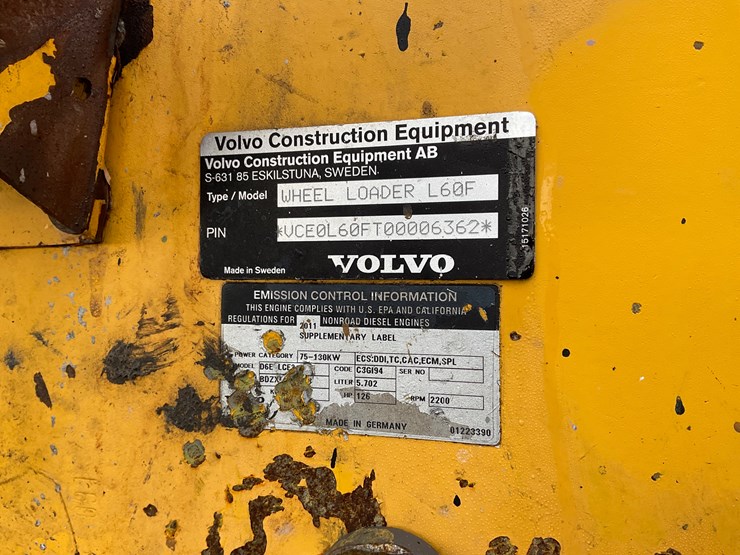 Volvo Construction Equipment
Volvo Construction Equipment AB
S-631 85 ESKILSTUNA, SWEDEN
Type / Model WHEEL LOADER L60F
PIN *VCE0L60FT00006362*
Made in Sweden VOLVO
15171026
EMISSION CONTROL INFORMATION
THIS ENGINE COMPLIES WITH U.S. EPA AND CALIFORNIA
REGULATIONS FOR 2011 NONROAD DIESEL ENGINES
SUPPLEMENTARY LABEL
POWER CATEGORY 75-130KW ECS:DDI,TC,CAC,ECM,SPL
MODEL D6E CODE C3GI94 SER NO
LITER 5.702
HP 126 RPM 2200
MADE IN GERMANY 01223390